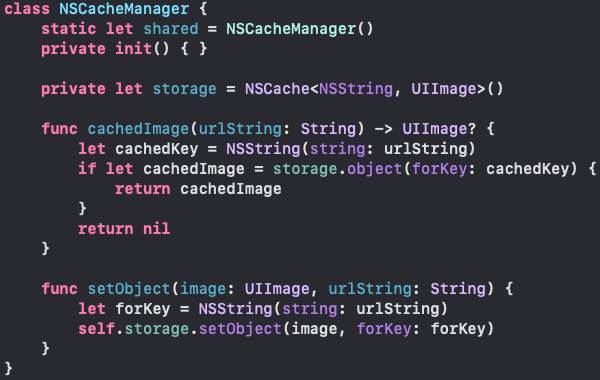 class NSCacheManager {
    static let shared = NSCacheManager()
    private init() { }

    private let storage = NSCache<NSString, UIImage>()

    func cachedImage(urlString: String) -> UIImage? {
        let cachedKey = NSString(string: urlString)
        if let cachedImage = storage.object(forKey: cachedKey) {
            return cachedImage
        }
        return nil
    }

    func setObject(image: UIImage, urlString: String) {
        let forKey = NSString(string: urlString)
        self.storage.setObject(image, forKey: forKey)
    }
}